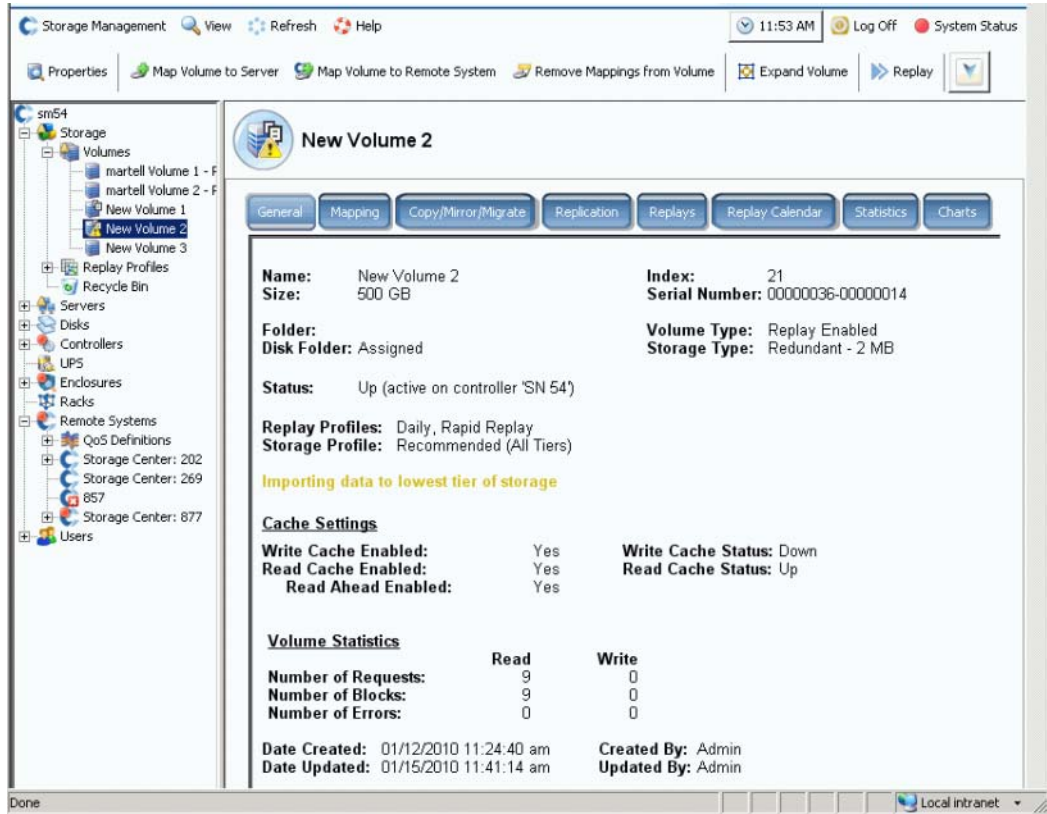 Storage Management View Refresh Help 11:53 AM Log Off System Status
Properties Map Volume to Server Map Volume to Remote System Remove Mappings from Volume Expand Volume Replay
sm54
Storage
Volumes
martell Volume 1 -
martell Volume 2 -
New Volume 1
New Volume 2
New Volume 3
Replay Profiles
Recycle Bin
Servers
Disks
Controllers
UPS
Enclosures
Racks
Remote Systems
QoS Definitions
Storage Center: 202
Storage Center: 269
857
Storage Center: 877
Users
New Volume 2
General Mapping Copy/Mirror/Migrate Replication Replays Replay Calendar Statistics Charts
Name: New Volume 2 Index: 21
Size: 500 GB Serial Number: 00000036-00000014
Folder: Volume Type: Replay Enabled
Disk Folder: Assigned Storage Type: Redundant - 2 MB
Status: Up (active on controller 'SN 54')
Replay Profiles: Daily, Rapid Replay
Storage Profile: Recommended (All Tiers)
Importing data to lowest tier of storage
Cache Settings
Write Cache Enabled: Yes Write Cache Status: Down
Read Cache Enabled: Yes Read Cache Status: Up
Read Ahead Enabled: Yes
Volume Statistics
Read Write
Number of Requests: 9 0
Number of Blocks: 9 0
Number of Errors: 0 0
Date Created: 01/12/2010 11:24:40 am Created By: Admin
Date Updated: 01/15/2010 11:41:14 am Updated By: Admin
Done Local intranet